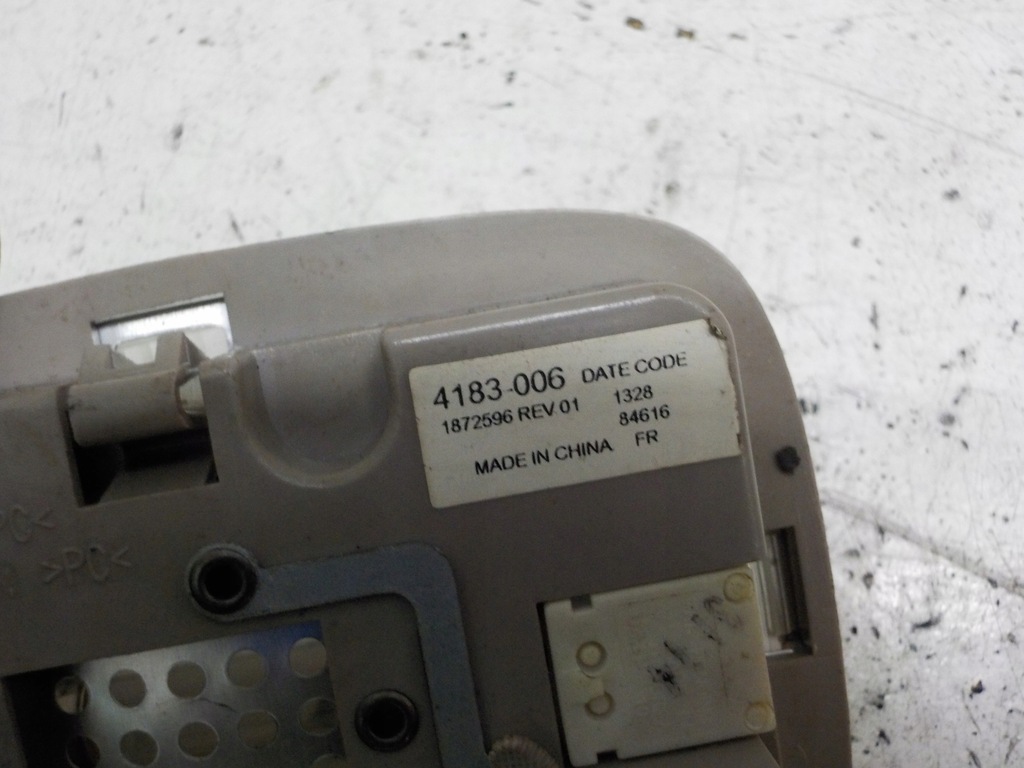 4183-006 DATE CODE
1872596 REV 01 1328
84616
MADE IN CHINA FR
PC<
>PC<